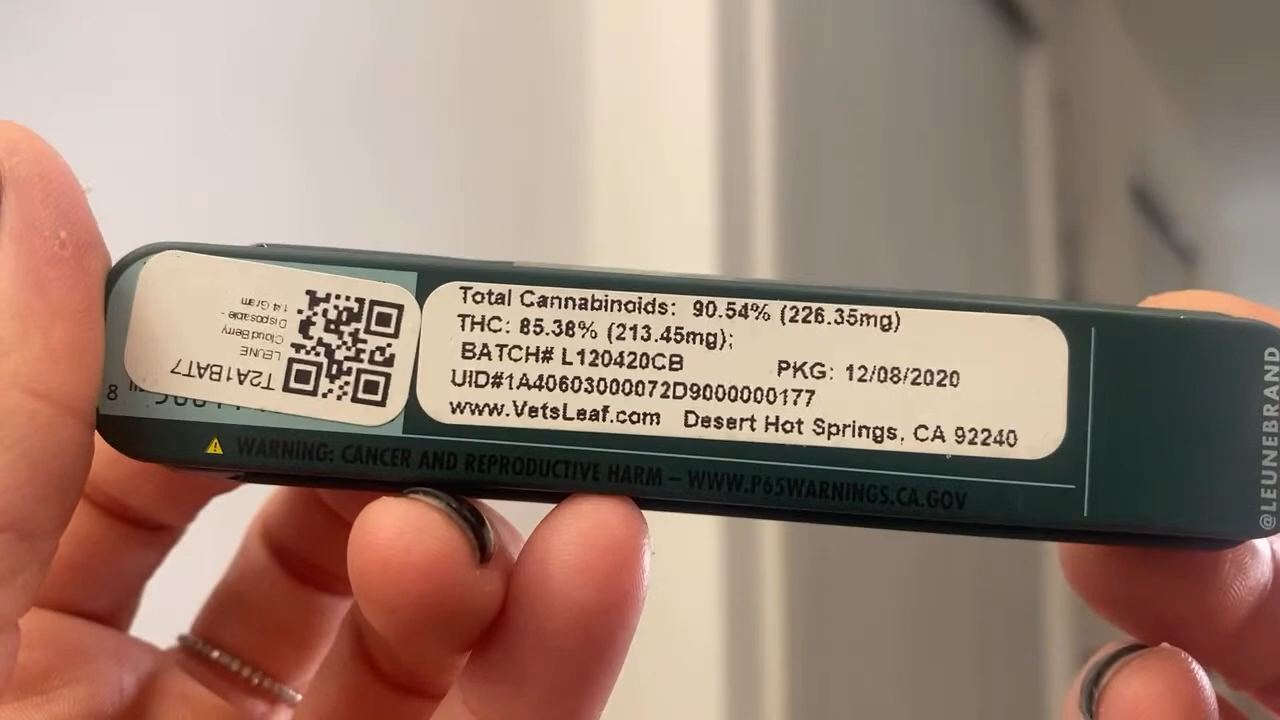 Total Cannabinoids: 90.54% (226.35mg)
THC: 85.38% (213.45mg);
BATCH# L120420CB PKG: 12/08/2020
UID#1A40603000072D9000000177
www.VetsLeaf.com Desert Hot Springs, CA 92240
WARNING: CANCER AND REPRODUCTIVE HARM – WWW.P65WARNINGS.CA.GOV
T2A1BAT7
LEUNE
Cloud Berry
Disposable -
1/4 Gram
8
@LEUNEBRAND